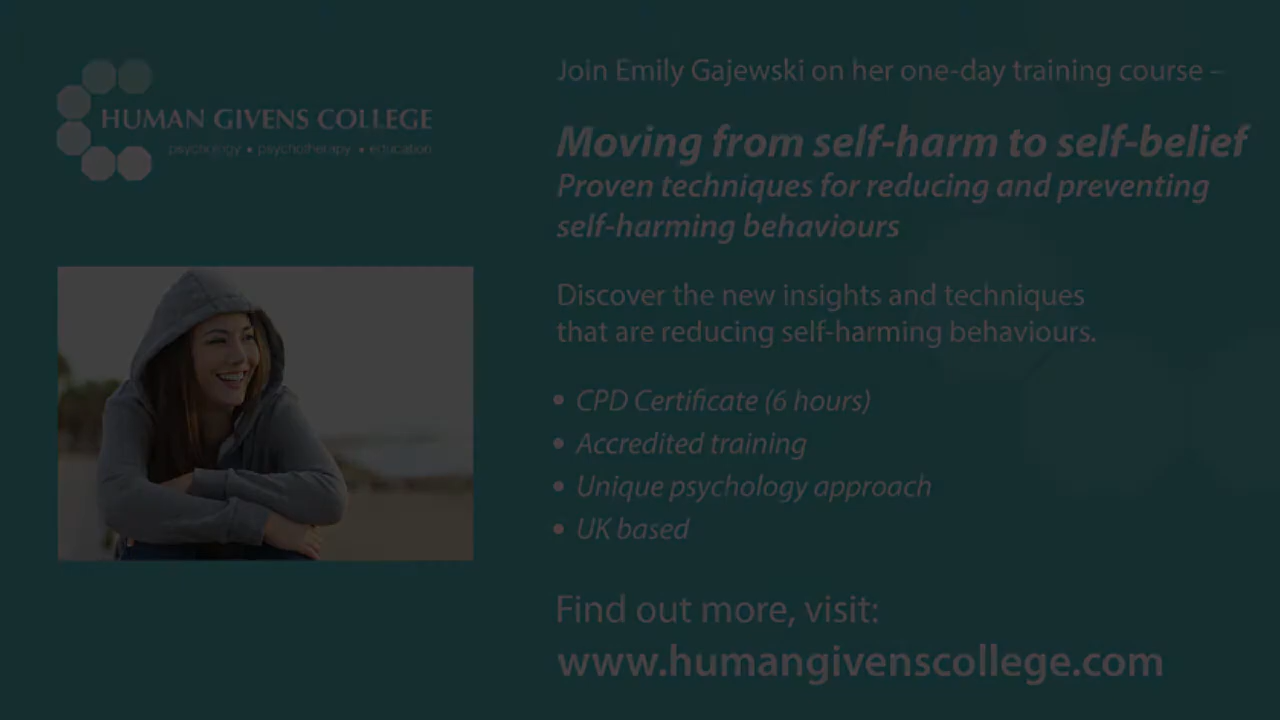 HUMAN GIVENS COLLEGE
psychology • psychotherapy • education
Join Emily Gajewski on her one-day training course –
Moving from self-harm to self-belief
Proven techniques for reducing and preventing
self-harming behaviours
Discover the new insights and techniques
that are reducing self-harming behaviours.
• CPD Certificate (6 hours)
• Accredited training
• Unique psychology approach
• UK based
Find out more, visit:
www.humangivenscollege.com